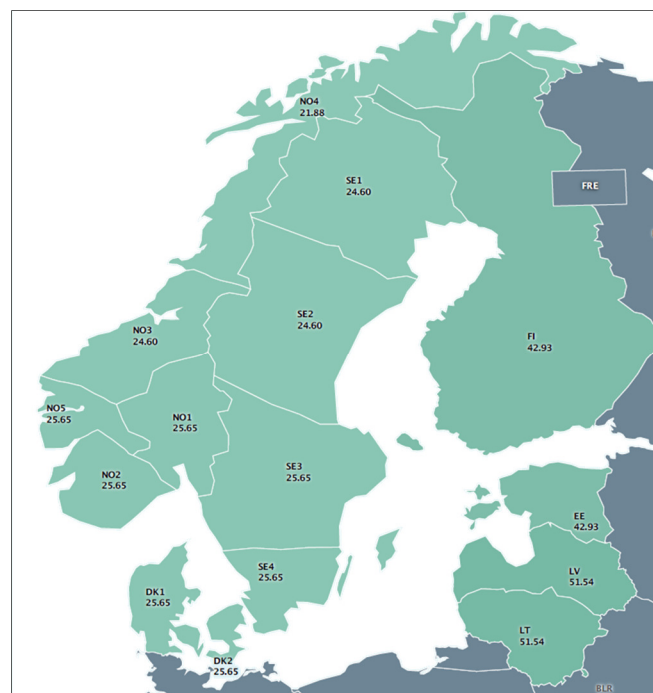 NO4
21.88
SE1
24.60
FRE
SE2
24.60
NO3
24.60
FI
42.93
NO5
25.65
NO1
25.65
NO2
25.65
SE3
25.65
EE
42.93
SE4
25.65
LV
51.54
DK1
25.65
LT
51.54
DK2
25.65
BLR